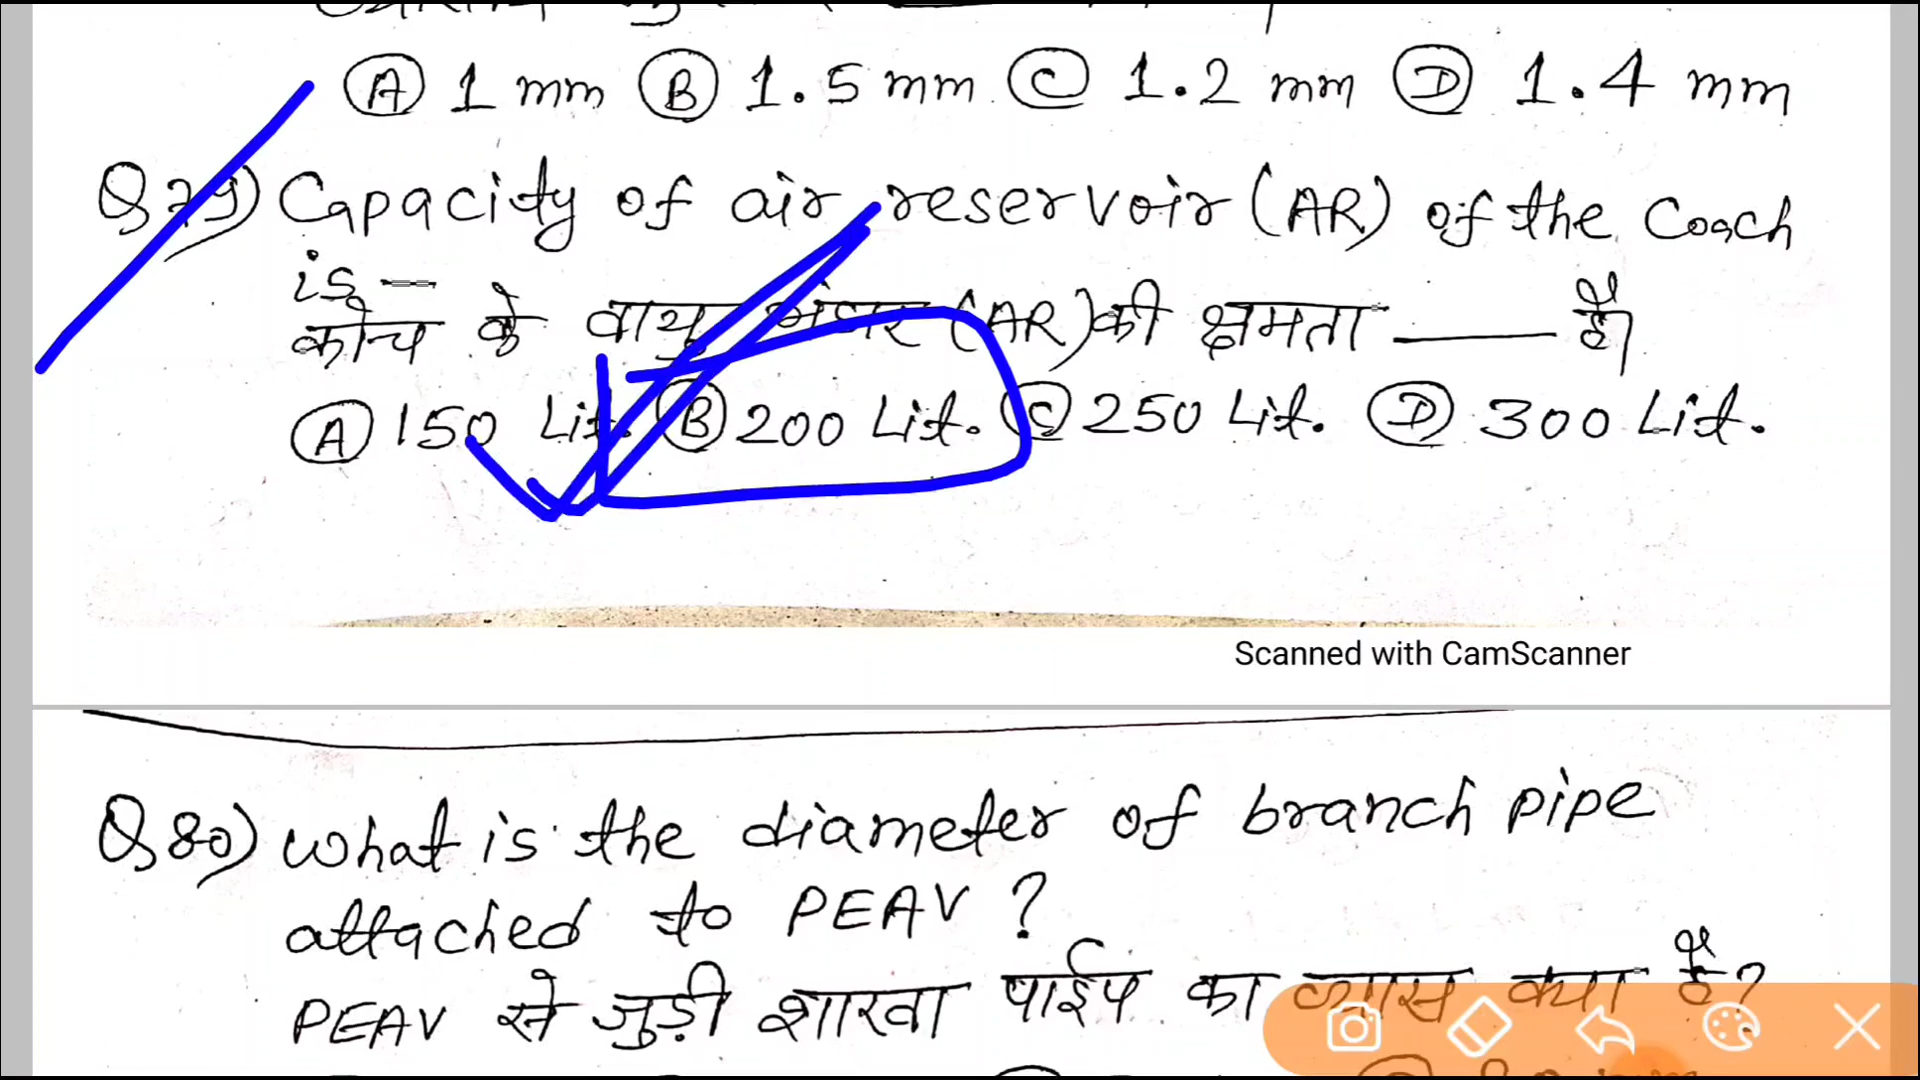 Ⓐ 1 mm Ⓑ 1.5 mm Ⓒ 1.2 mm Ⓓ 1.4 mm
Q.79) Capacity of air reservoir (AR) of the Coach
is —
कोच के वायु भंडार (AR) की क्षमता ——— है।
Ⓐ 150 Lit. Ⓑ 200 Lit. Ⓒ 250 Lit. Ⓓ 300 Lit.
Scanned with CamScanner
Q.80) What is the diameter of branch pipe
attached to PEAV ?
PEAV से जुड़ी शाखा पाईप का व्यास क्या है?